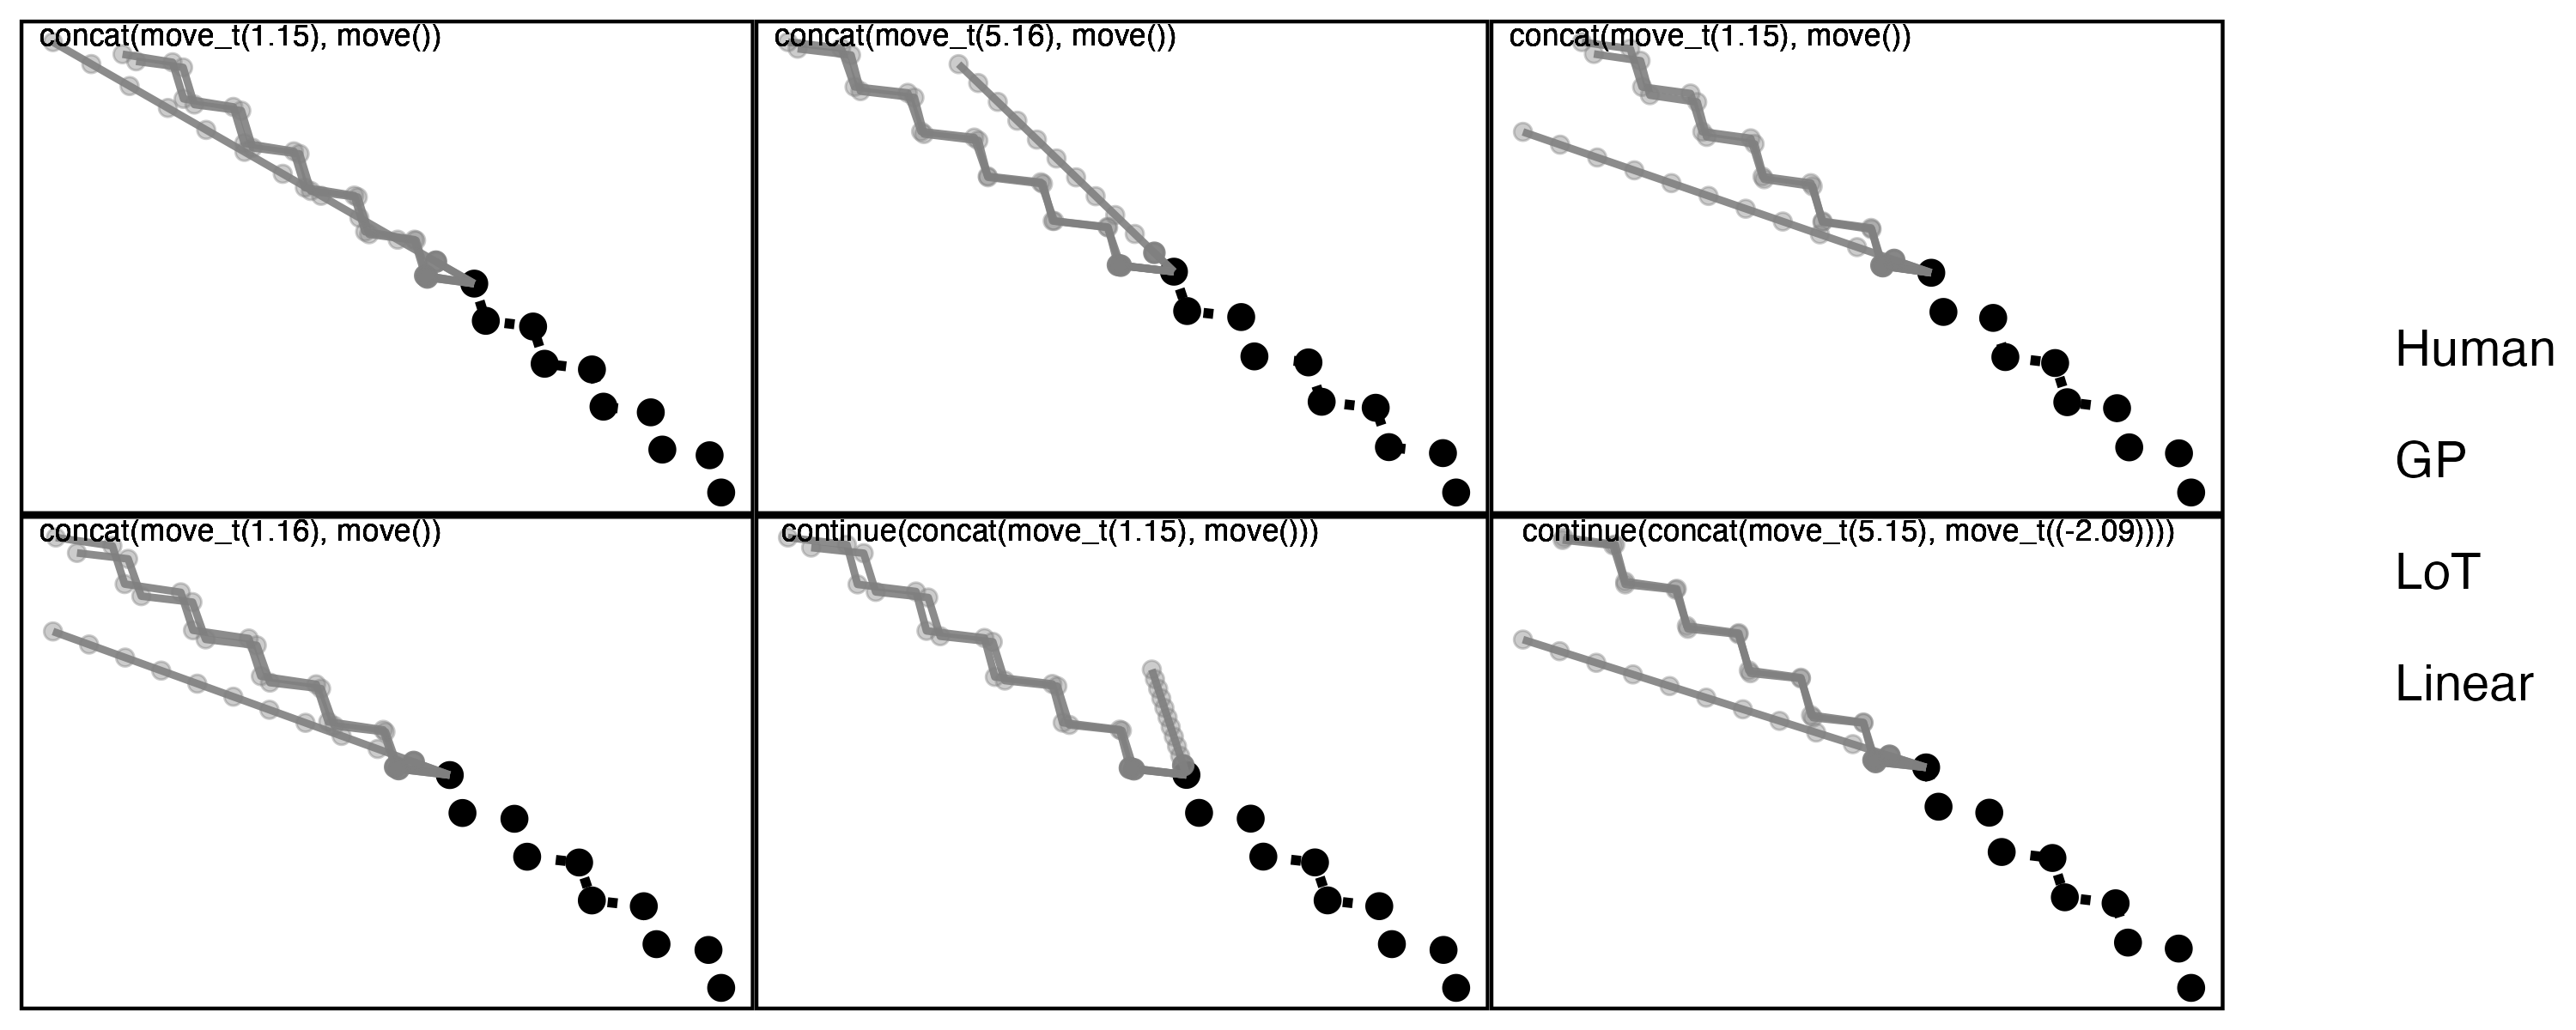 concat(move_t(1.15), move())
concat(move_t(5.16), move())
concat(move_t(1.15), move())
concat(move_t(1.16), move())
continue(concat(move_t(1.15), move()))
continue(concat(move_t(5.15), move_t((-2.09))))
Human
GP
LoT
Linear